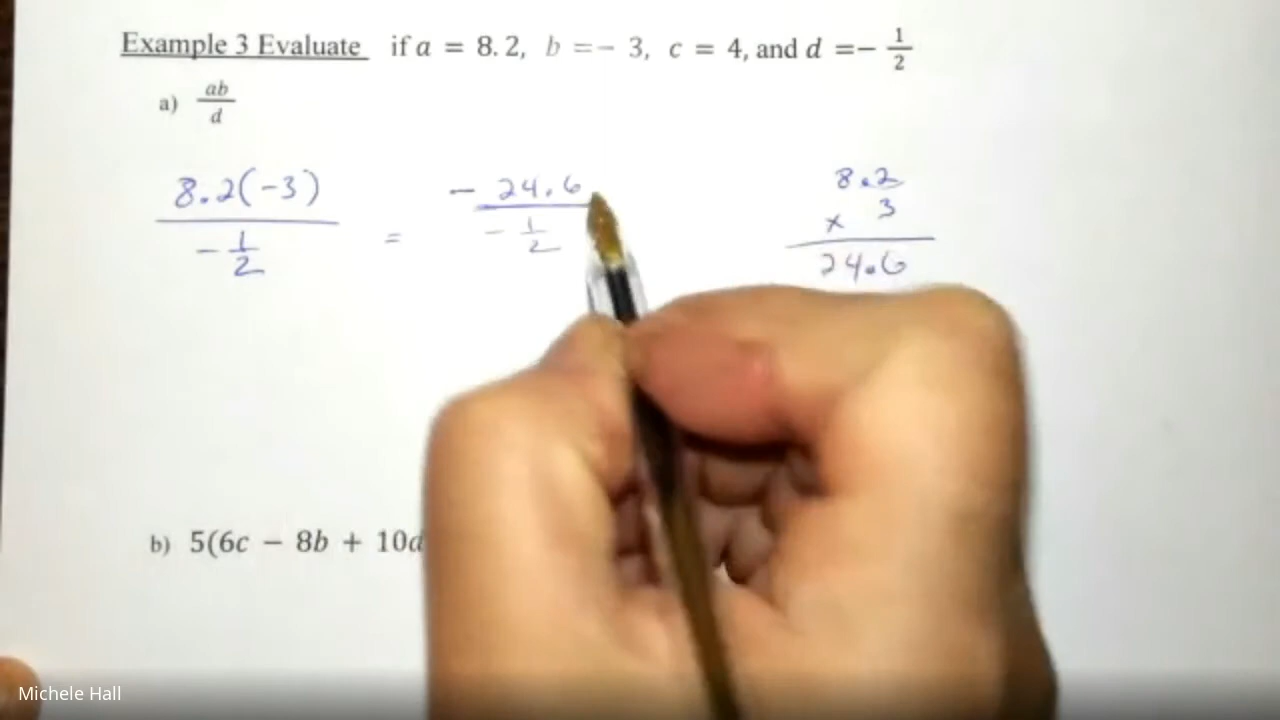 Example 3 Evaluate if a = 8.2, b =− 3, c = 4, and d =− 1/2
a) ab/d
8.2(-3)/-1/2 = -24.6/-1/2
8.2
x 3
24.6
b) 5(6c − 8b + 10d
Michele Hall